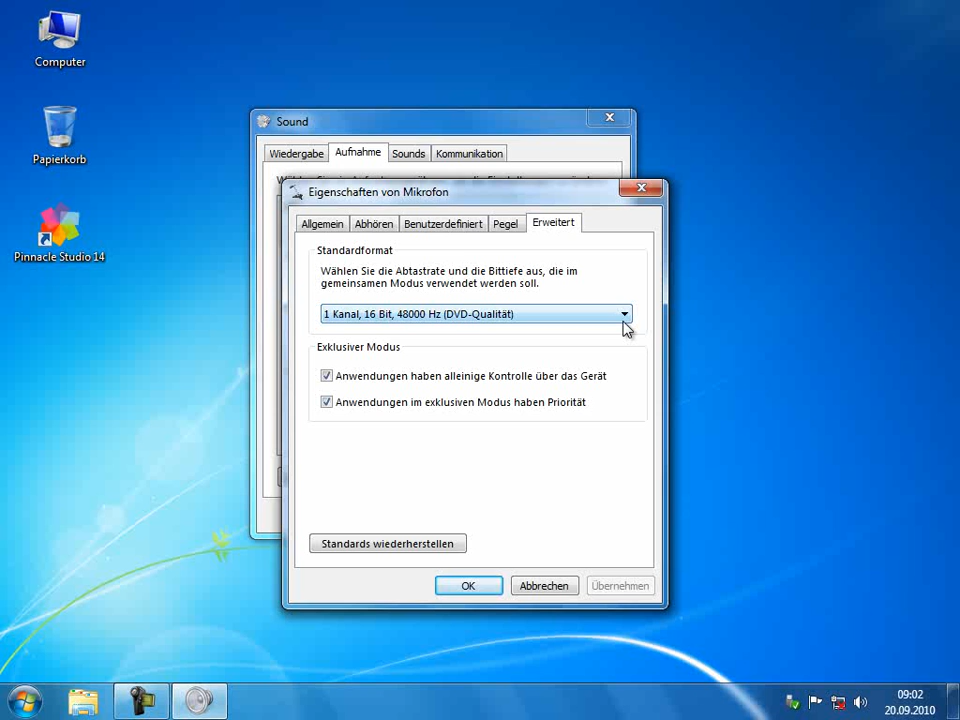 Computer
Papierkorb
Pinnacle Studio 14
Sound
Wiedergabe
Aufnahme
Sounds
Kommunikation
Eigenschaften von Mikrofon
Allgemein
Abhören
Benutzerdefiniert
Pegel
Erweitert
Standardformat
Wählen Sie die Abtastrate und die Bittiefe aus, die im
gemeinsamen Modus verwendet werden soll.
1 Kanal, 16 Bit, 48000 Hz (DVD-Qualität)
Exklusiver Modus
Anwendungen haben alleinige Kontrolle über das Gerät
Anwendungen im exklusiven Modus haben Priorität
Standards wiederherstellen
OK
Abbrechen
Übernehmen
09:02
20.09.2010